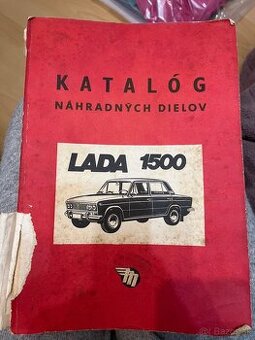 KATALÓG
NÁHRADNÝCH DIELOV
LADA 1500